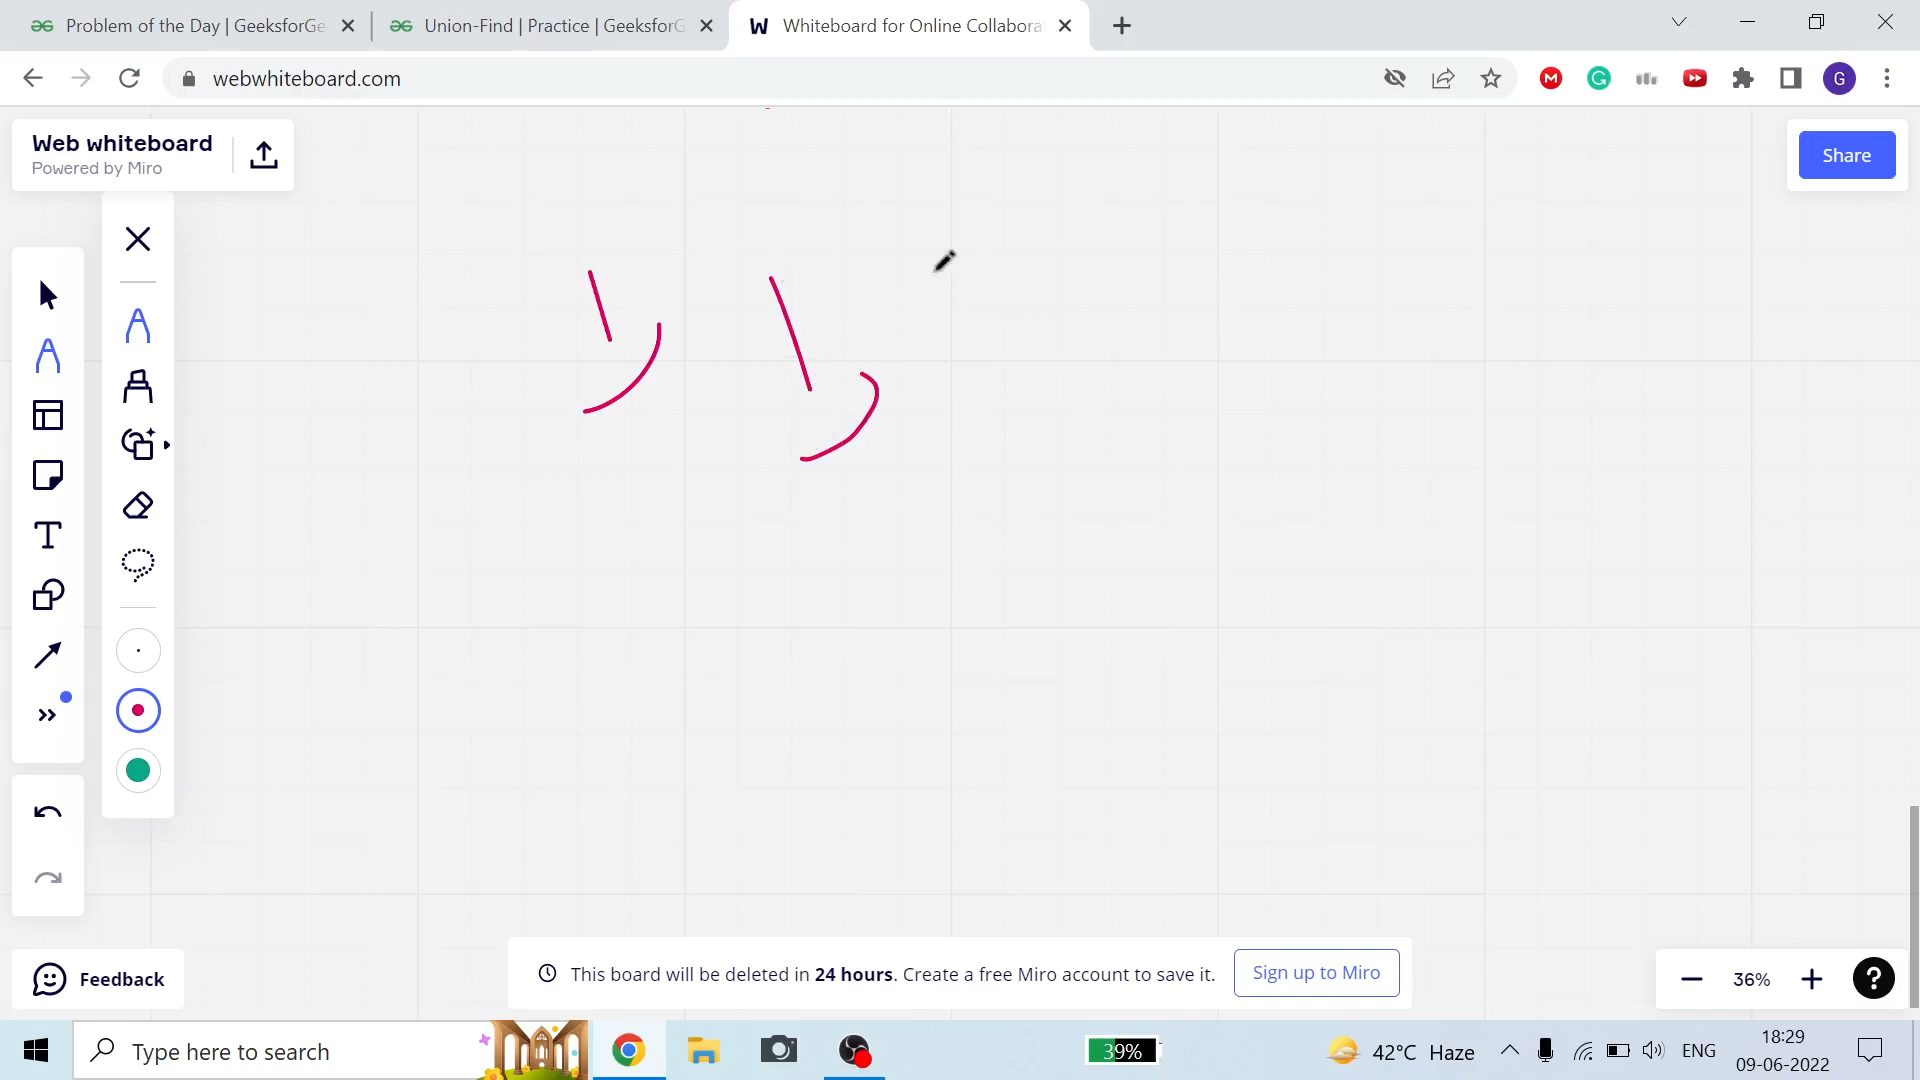 Problem of the Day | GeeksforGe
Union-Find | Practice | GeeksforG
Whiteboard for Online Collabora
webwhiteboard.com
G
Web whiteboard
Powered by Miro
Share
Feedback
This board will be deleted in 24 hours. Create a free Miro account to save it.
Sign up to Miro
36%
?
Type here to search
39%
42°C Haze
ENG
18:29
09-06-2022